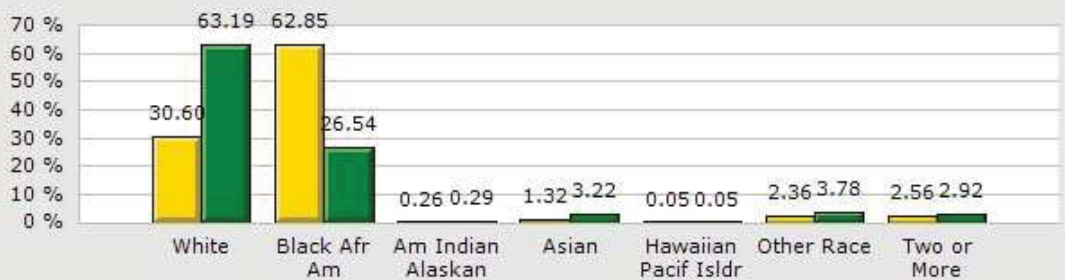 70 %
60 %
50 %
40 %
30 %
20 %
10 %
0 %
63.19 62.85
30.60
26.54
0.26 0.29
1.32 3.22
0.05 0.05
2.36 3.78
2.56 2.92
White
Black Afr
Am
Am Indian
Alaskan
Asian
Hawaiian
Pacif Isldr
Other Race
Two or
More